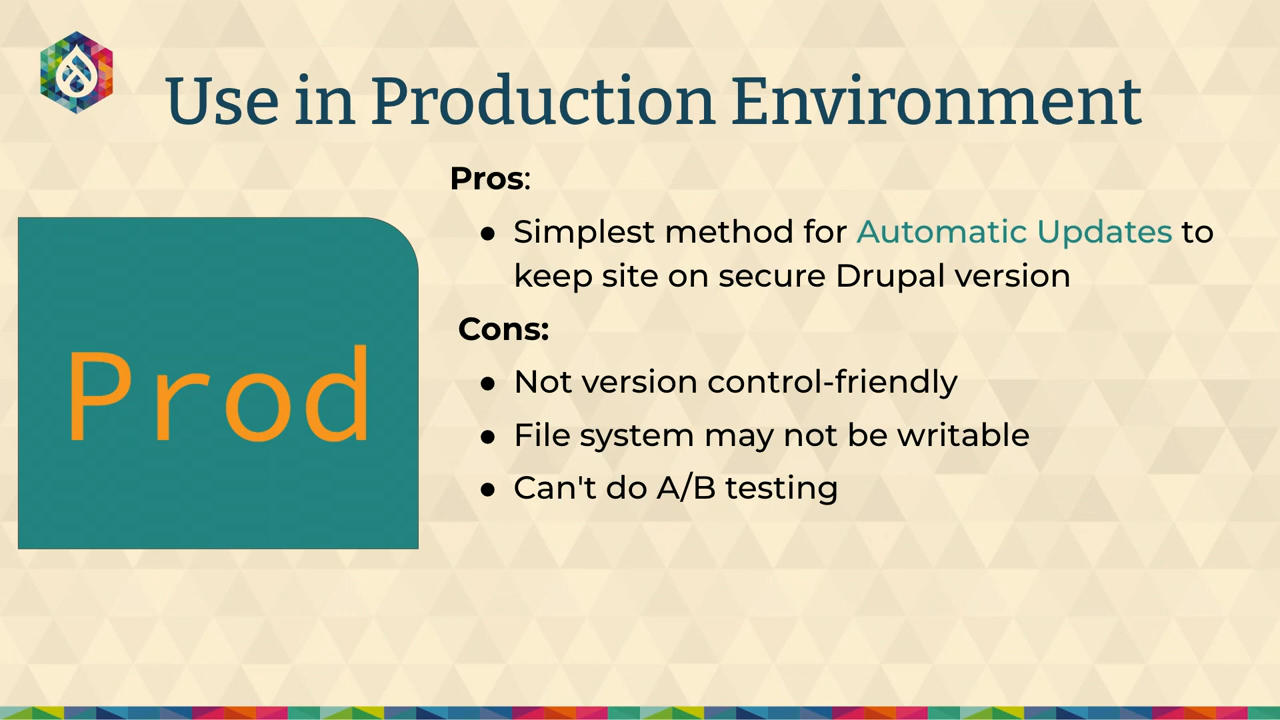 Use in Production Environment
Prod
Pros:
● Simplest method for Automatic Updates to
keep site on secure Drupal version
Cons:
● Not version control-friendly
● File system may not be writable
● Can't do A/B testing